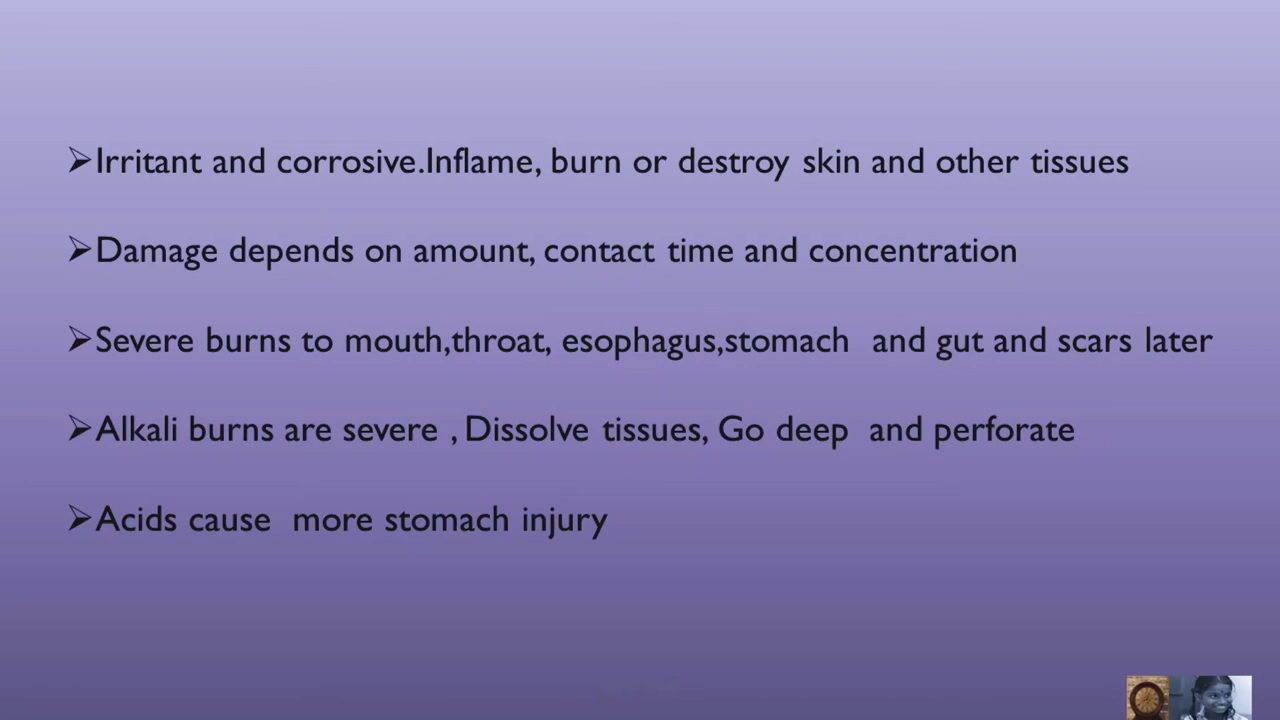 ➢Irritant and corrosive.Inflame, burn or destroy skin and other tissues
➢Damage depends on amount, contact time and concentration
➢Severe burns to mouth,throat, esophagus,stomach  and gut and scars later
➢Alkali burns are severe , Dissolve tissues, Go deep  and perforate
➢Acids cause  more stomach injury